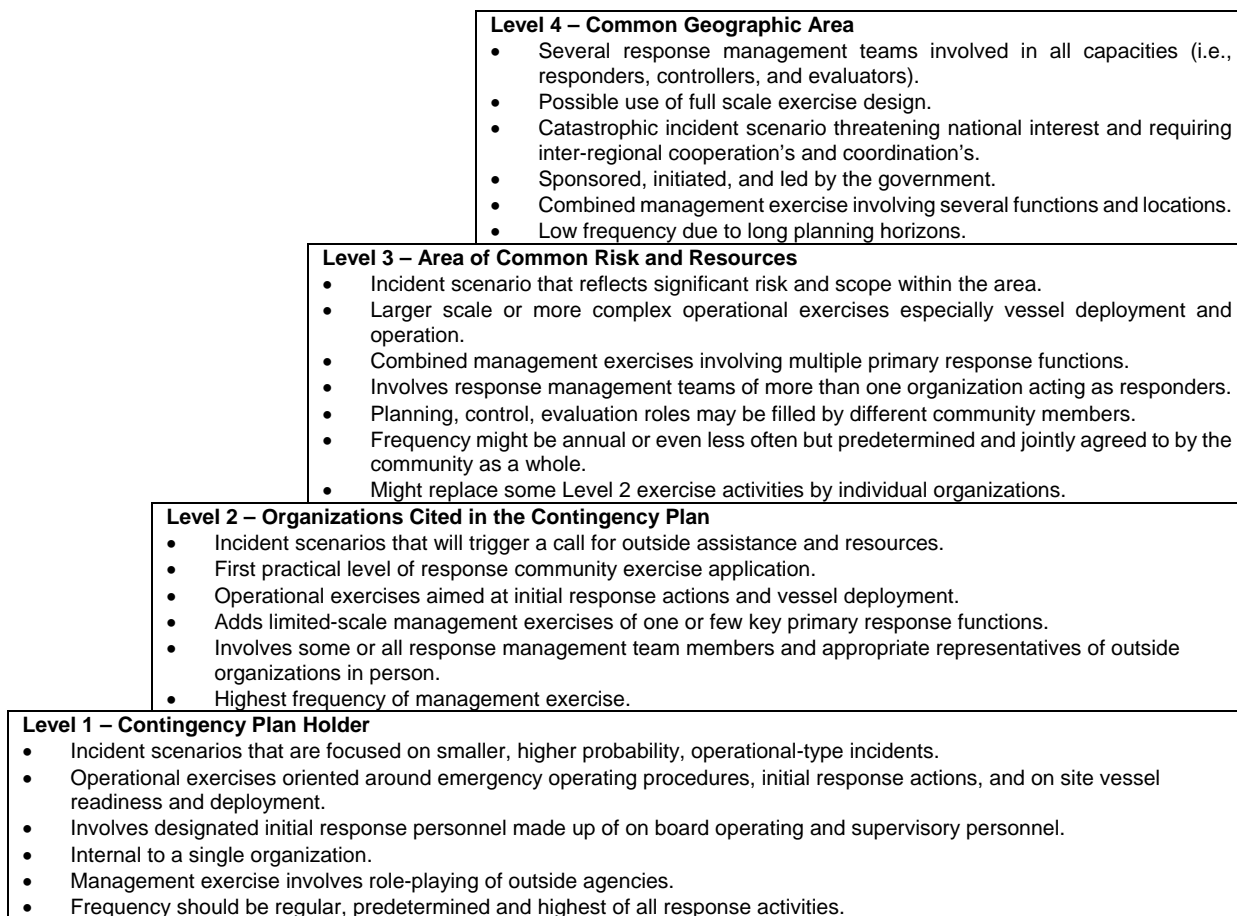 Level 4 – Common Geographic Area
• Several response management teams involved in all capacities (i.e.,
responders, controllers, and evaluators).
• Possible use of full scale exercise design.
• Catastrophic incident scenario threatening national interest and requiring
inter-regional cooperation's and coordination's.
• Sponsored, initiated, and led by the government.
• Combined management exercise involving several functions and locations.
• Low frequency due to long planning horizons.
Level 3 – Area of Common Risk and Resources
• Incident scenario that reflects significant risk and scope within the area.
• Larger scale or more complex operational exercises especially vessel deployment and
operation.
• Combined management exercises involving multiple primary response functions.
• Involves response management teams of more than one organization acting as responders.
• Planning, control, evaluation roles may be filled by different community members.
• Frequency might be annual or even less often but predetermined and jointly agreed to by the
community as a whole.
• Might replace some Level 2 exercise activities by individual organizations.
Level 2 – Organizations Cited in the Contingency Plan
• Incident scenarios that will trigger a call for outside assistance and resources.
• First practical level of response community exercise application.
• Operational exercises aimed at initial response actions and vessel deployment.
• Adds limited-scale management exercises of one or few key primary response functions.
• Involves some or all response management team members and appropriate representatives of outside
organizations in person.
• Highest frequency of management exercise.
Level 1 – Contingency Plan Holder
• Incident scenarios that are focused on smaller, higher probability, operational-type incidents.
• Operational exercises oriented around emergency operating procedures, initial response actions, and on site vessel
readiness and deployment.
• Involves designated initial response personnel made up of on board operating and supervisory personnel.
• Internal to a single organization.
• Management exercise involves role-playing of outside agencies.
• Frequency should be regular, predetermined and highest of all response activities.